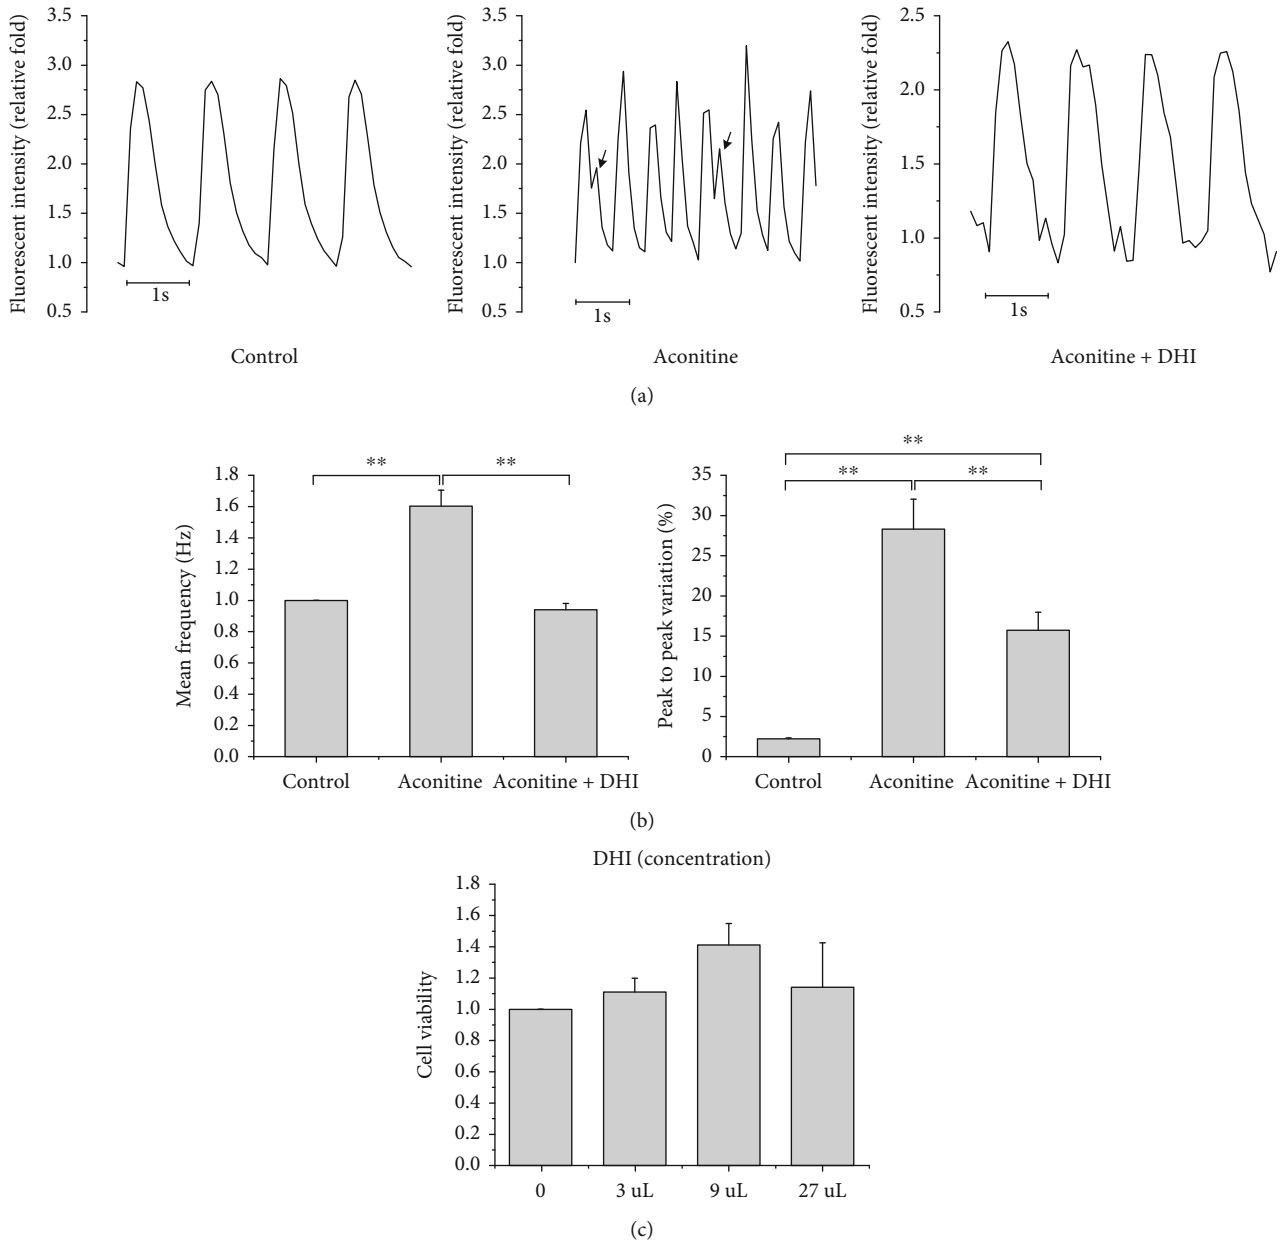 Fluorescent intensity (relative fold)
3.5
3.0
2.5
2.0
1.5
1.0
0.5
1s
Control
Fluorescent intensity (relative fold)
3.5
3.0
2.5
2.0
1.5
1.0
0.5
1s
Aconitine
Fluorescent intensity (relative fold)
2.5
2.0
1.5
1.0
0.5
1s
Aconitine + DHI
(a)
Mean frequency (Hz)
1.8
1.6
1.4
1.2
1.0
0.8
0.6
0.4
0.2
0.0
** **
Control Aconitine Aconitine + DHI
Peak to peak variation (%)
35
30
25
20
15
10
5
0
**
** **
Control Aconitine Aconitine + DHI
(b)
DHI (concentration)
Cell viability
1.8
1.6
1.4
1.2
1.0
0.8
0.6
0.4
0.2
0.0
0 3 uL 9 uL 27 uL
(c)